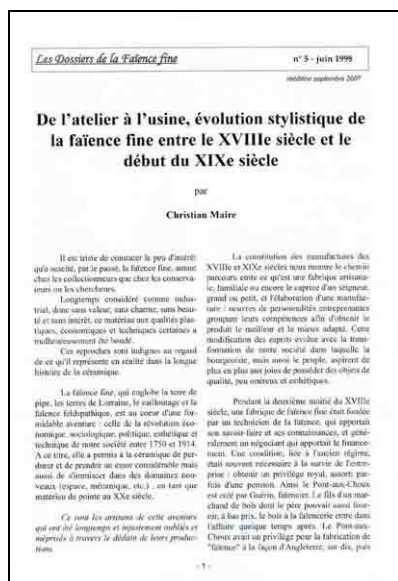 Les Dossiers de la Faïence fine
n° 5 - juin 1998
réédition septembre 2007
De l'atelier à l'usine, évolution stylistique de
la faïence fine entre le XVIIIe siècle et le
début du XIXe siècle
par
Christian Maire
Il est triste de constater le peu d'intérêt
qu'a suscité, par le passé, la faïence fine, autant
chez les collectionneurs que chez les conserva-
teurs ou les chercheurs.
Longtemps considéré comme indus-
triel, donc sans valeur, sans charme, sans beau-
té et sans intérêt, ce matériau aux qualités plas-
tiques, économiques et techniques certaines a
malheureusement été boudé.
Ces reproches sont indignes au regard
de ce qu'il représente en réalité dans la longue
histoire de la céramique.
La faïence fine, qui englobe la terre de
pipe, les terres de Lorraine, le cailloutage et la
faïence feldspathique, est au coeur d'une for-
midable aventure : celle de la révolution éco-
nomique, sociologique, politique, esthétique et
technique de notre société entre 1750 et 1914.
A ce titre, elle a permis à la céramique de per-
durer et de prendre un essor considérable mais
aussi de s'immiscer dans des domaines nou-
veaux (espace, mécanique, etc.) , en tant que
matériau de pointe au XXe siècle.
Ce sont les artisans de cette aventure
qui ont été longtemps et injustement oubliés et
méprisés à travers le dédain de leurs produc-
tions.
La constitution des manufactures des
XVIIIe et XIXe siècles nous montre le chemin
parcouru entre ce qu'est une fabrique artisana-
le, familiale ou encore le caprice d'un seigneur,
grand ou petit, et l'élaboration d'une manufac-
ture : oeuvres de personnalités entreprenantes
groupant leurs compétences afin d'obtenir le
produit le meilleur et le mieux adapté. Cette
modification des esprits évolue avec la trans-
formation de notre société dans laquelle la
bourgeoisie, mais aussi le peuple, aspirent de
plus en plus aux joies de posséder des objets de
qualité, peu onéreux et esthétiques.
Pendant la deuxième moitié du XVIIIe
siècle, une fabrique de faïence fine était fondée
par un technicien de la faïence, qui apportait
son savoir-faire et ses connaissances, et géné-
ralement un négociant qui apportait le finance-
ment. Une condition, liée à l'ancien régime,
était souvent nécessaire à la survie de l'entre-
prise : obtenir un privilège royal, assorti par-
fois d'une pension. Ainsi le Pont-aux-Choux
est créé par Guérin, faïencier. Le fils d'un mar-
chand de bois dont le père pouvait aussi four-
nir, à bas prix, le bois à la faïencerie entre dans
l'affaire quelque temps après. Le Pont-aux-
Choux avait un privilège pour la fabrication de
"faïence" à la façon d'Angleterre, sur dix, puis
- 1 -